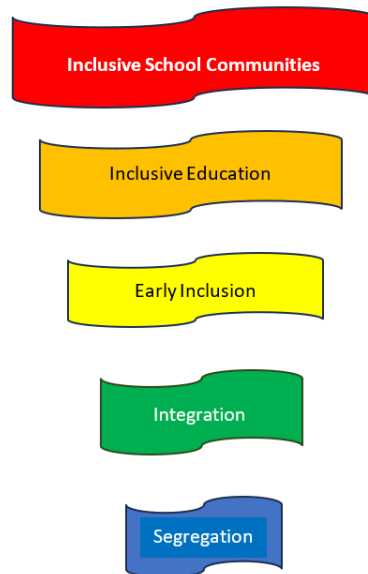 Inclusive School Communities
Inclusive Education
Early Inclusion
Integration
Segregation